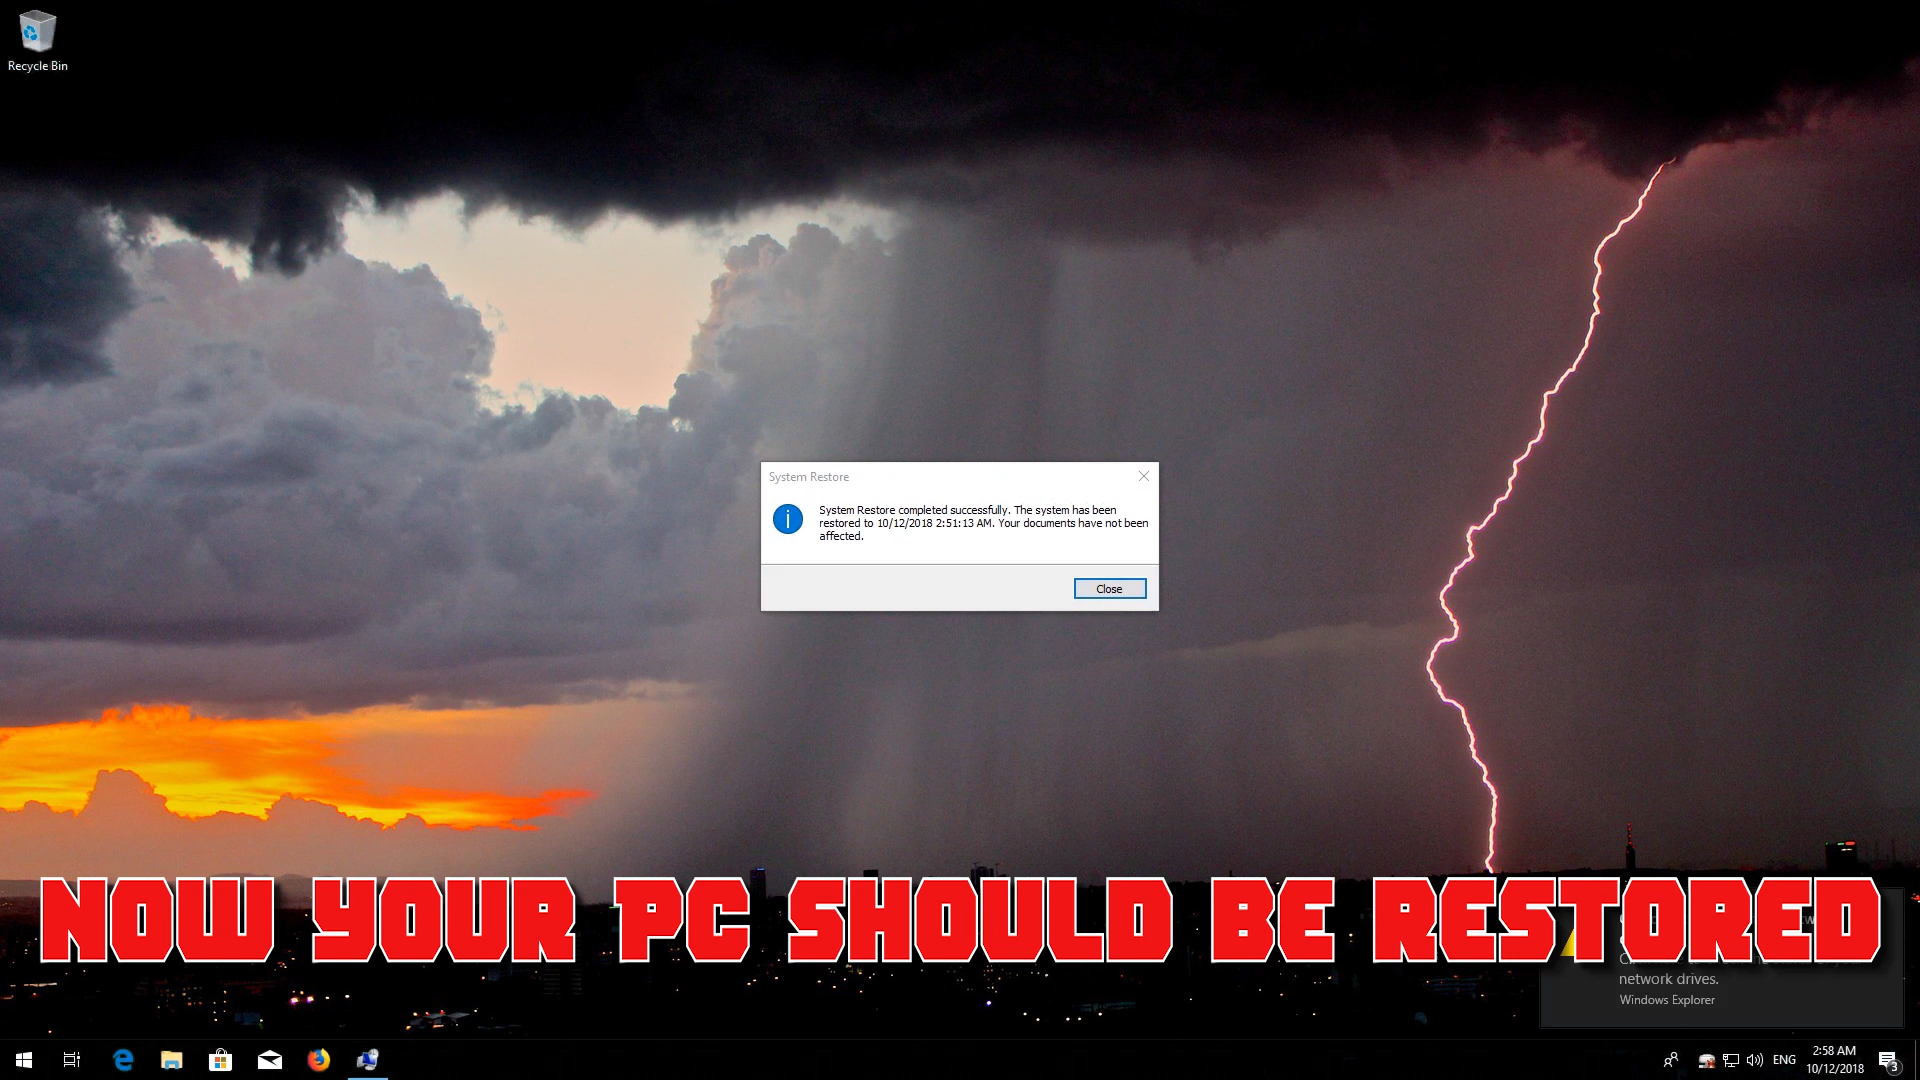 Recycle Bin
System Restore
System Restore completed successfully. The system has been
restored to 10/12/2018 2:51:13 AM. Your documents have not been
affected.
Close
NOW YOUR PC SHOULD BE RESTORED
network drives.
Windows Explorer
ENG
2:58 AM
10/12/2018
3